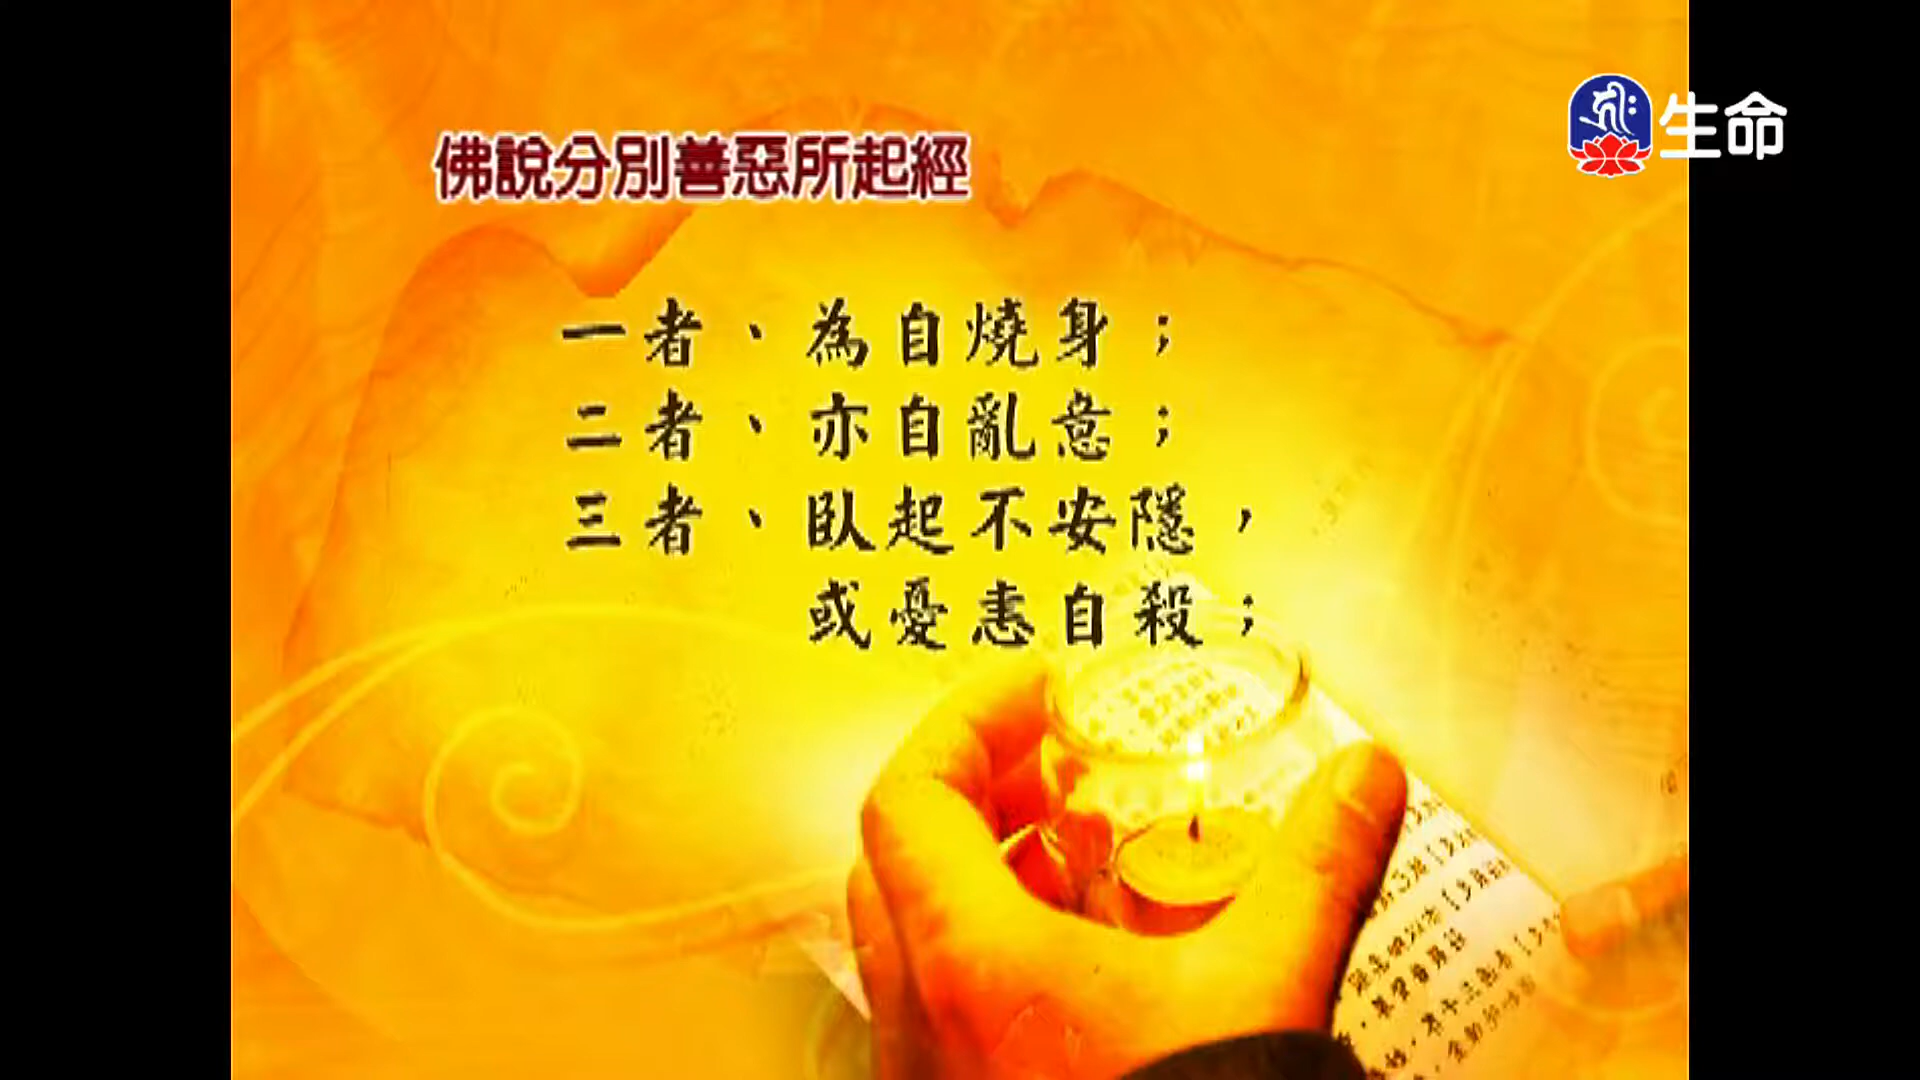 佛說分別善惡所起經
生命
一者、為自燒身；
二者、亦自亂意；
三者、臥起不安隱，
或憂恚自殺；